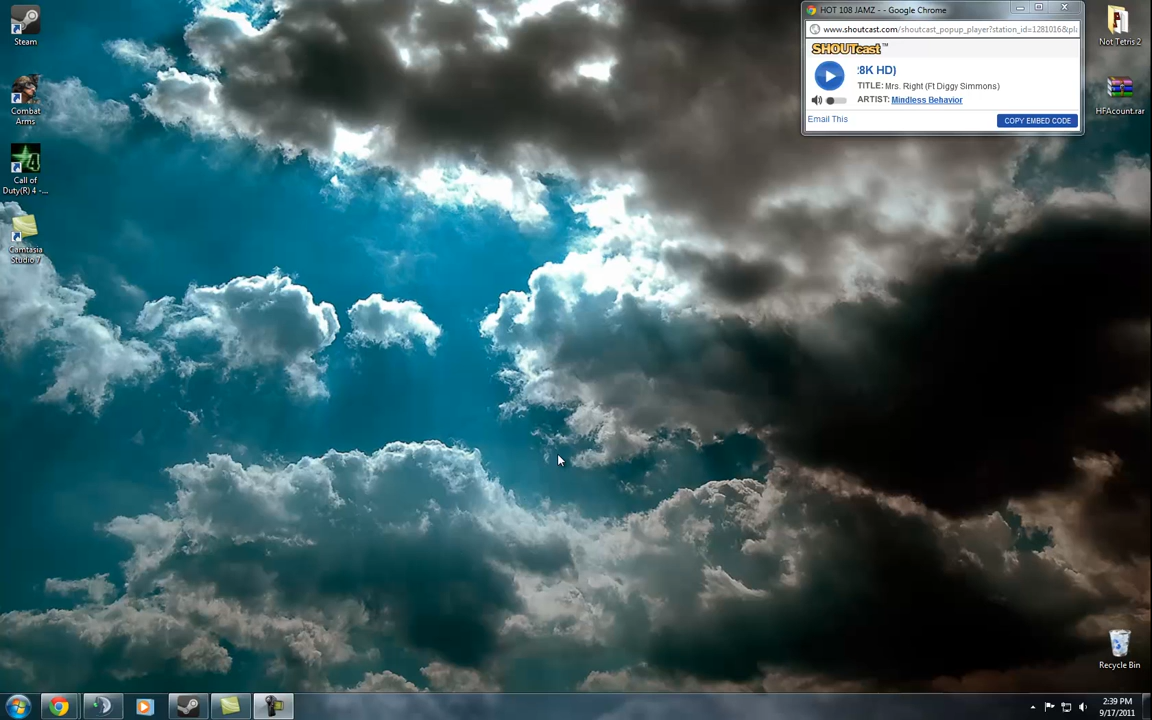 Steam
Combat
Arms
Call of
Duty(R) 4 -...
Camtasia
Studio 7
HOT 108 JAMZ - - Google Chrome
www.shoutcast.com/shoutcast_popup_player?station_id=1281016&pl
SHOUTcast™
8K HD)
TITLE: Mrs. Right (Ft Diggy Simmons)
ARTIST: Mindless Behavior
Email This
COPY EMBED CODE
Not Tetris 2
HFAcount.rar
Recycle Bin
2:39 PM
9/17/2011